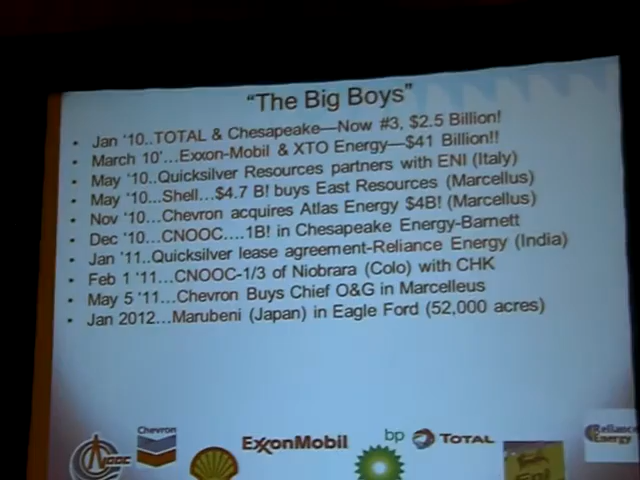 "The Big Boys"
• Jan '10..TOTAL & Chesapeake—Now #3, $2.5 Billion!
• March 10'...Exxon-Mobil & XTO Energy—$41 Billion!!
• May '10..Quicksilver Resources partners with ENI (Italy)
• May '10...Shell...$4.7 B! buys East Resources (Marcellus)
• Nov '10...Chevron acquires Atlas Energy $4B! (Marcellus)
• Dec '10...CNOOC....1B! in Chesapeake Energy-Barnett
• Jan '11..Quicksilver lease agreement-Reliance Energy (India)
• Feb 1 '11...CNOOC-1/3 of Niobrara (Colo) with CHK
• May 5 '11...Chevron Buys Chief O&G in Marcelleus
• Jan 2012...Marubeni (Japan) in Eagle Ford (52,000 acres)
CNOOC
Chevron
ExxonMobil
bp
TOTAL
Eni
Reliance
Energy